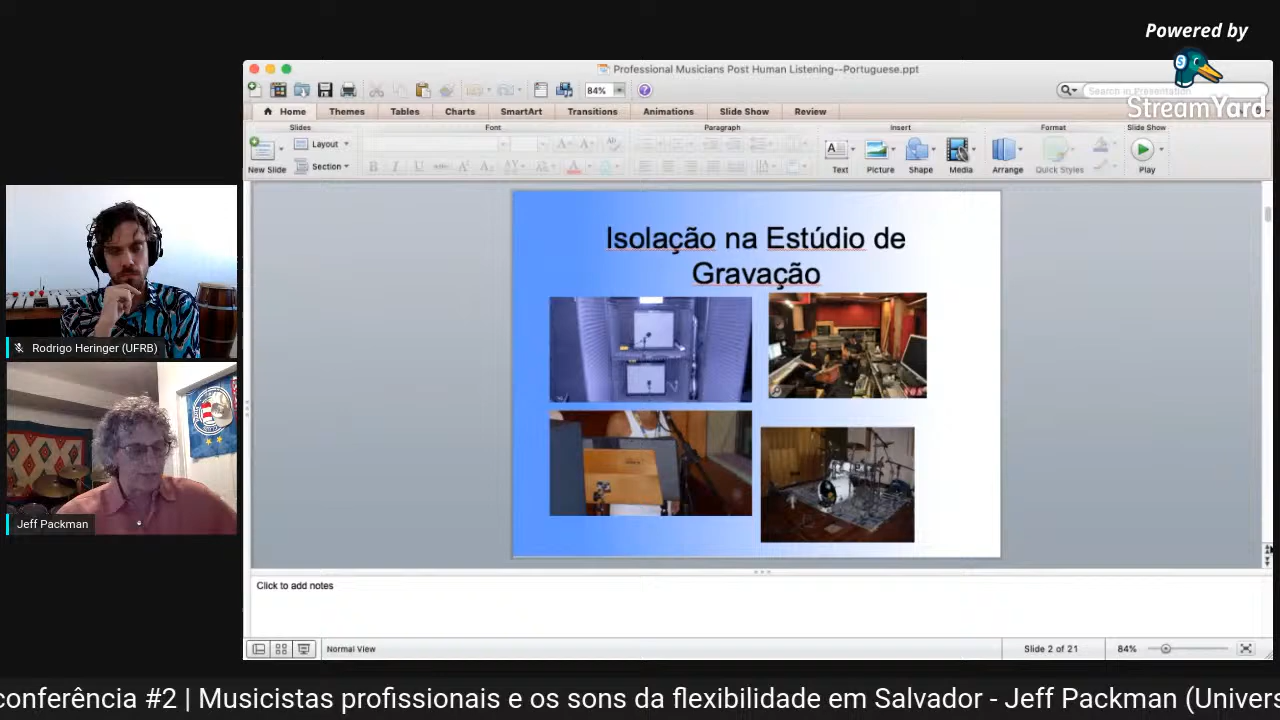 Powered by
StreamYard
Professional Musicians Post Human Listening--Portuguese.ppt
84%
Search in Presentation
Home
Themes
Tables
Charts
SmartArt
Transitions
Animations
Slide Show
Review
Slides
Font
Paragraph
Insert
Format
Slide Show
New Slide
Layout
Section
Text
Picture
Shape
Media
Arrange
Quick Styles
Play
Isolação na Estúdio de
Gravação
Rodrigo Heringer (UFRB)
Jeff Packman
Click to add notes
Normal View
Slide 2 of 21
84%
conferência #2 | Musicistas profissionais e os sons da flexibilidade em Salvador - Jeff Packman (Univers